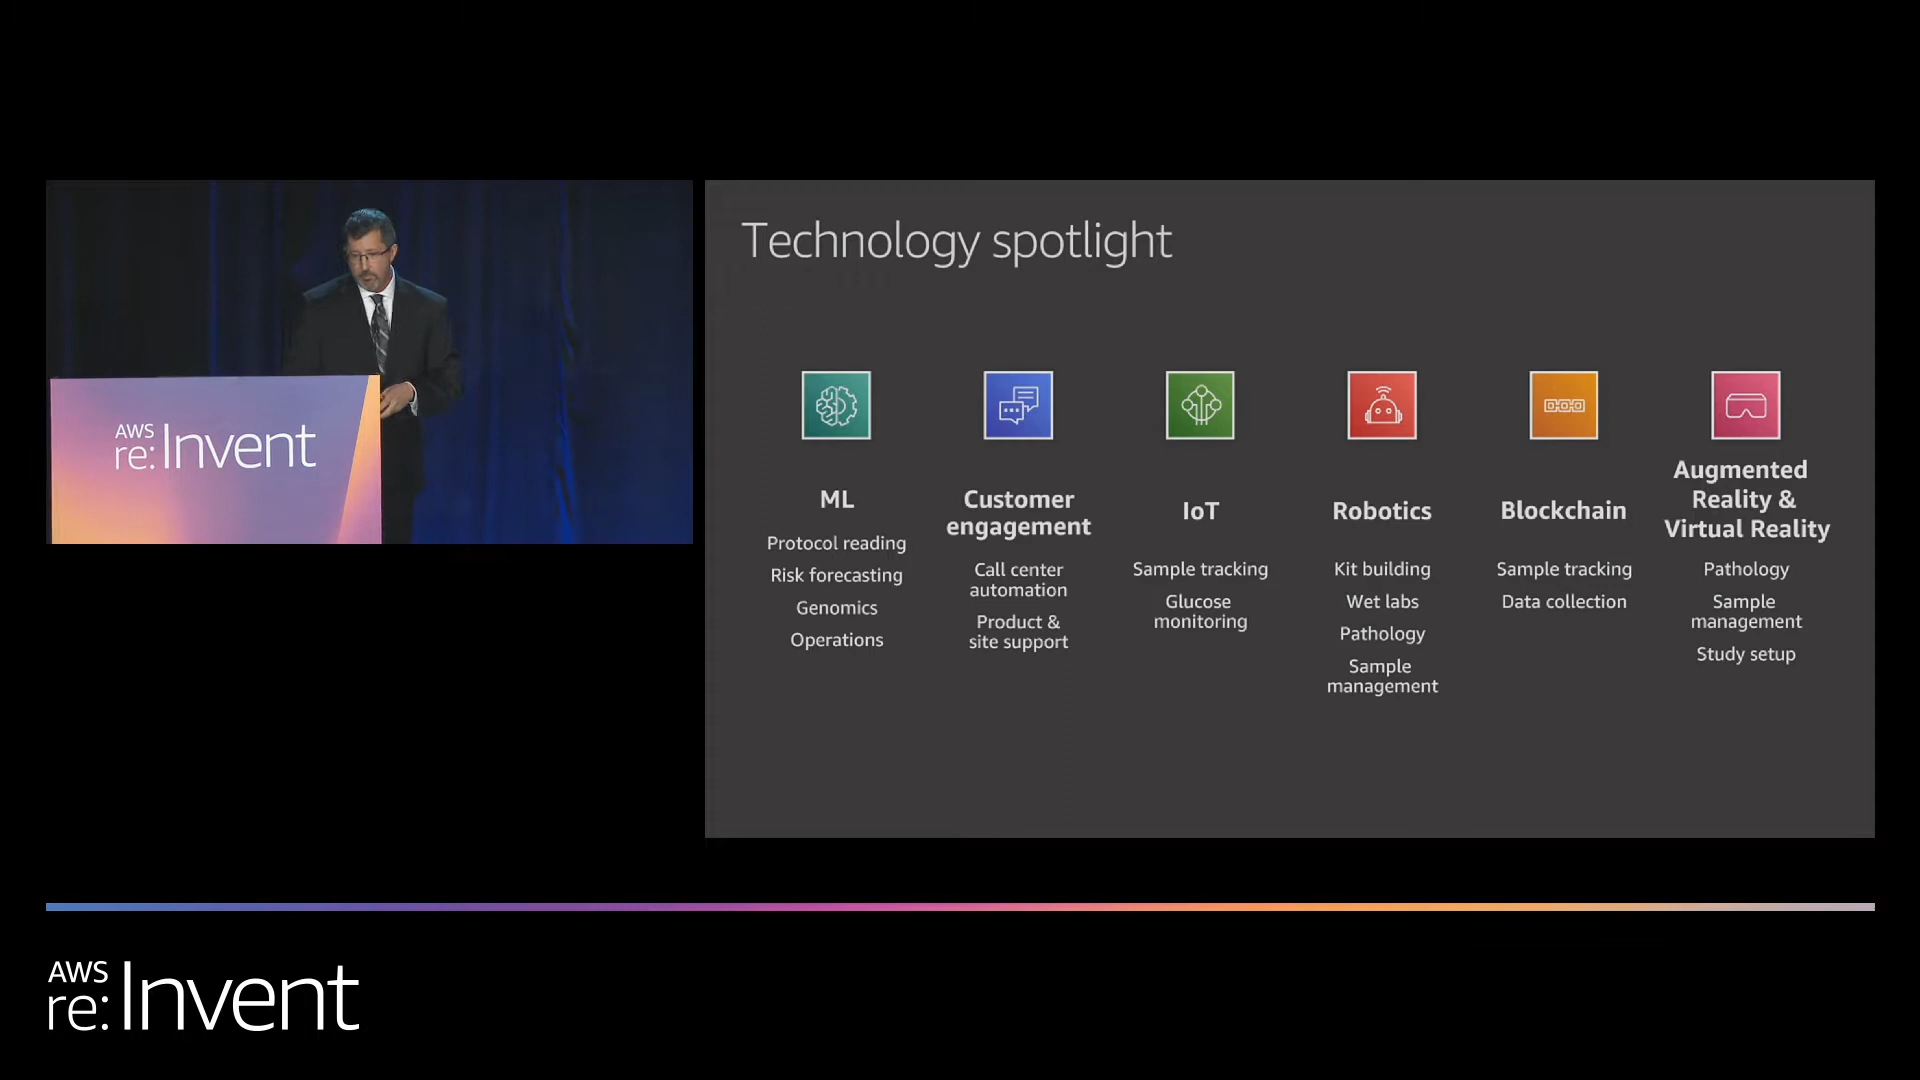 AWS
re:Invent
Technology spotlight
ML
Protocol reading
Risk forecasting
Genomics
Operations
Customer
engagement
Call center
automation
Product &
site support
IoT
Sample tracking
Glucose
monitoring
Robotics
Kit building
Wet labs
Pathology
Sample
management
Blockchain
Sample tracking
Data collection
Augmented
Reality &
Virtual Reality
Pathology
Sample
management
Study setup
AWS
re:Invent